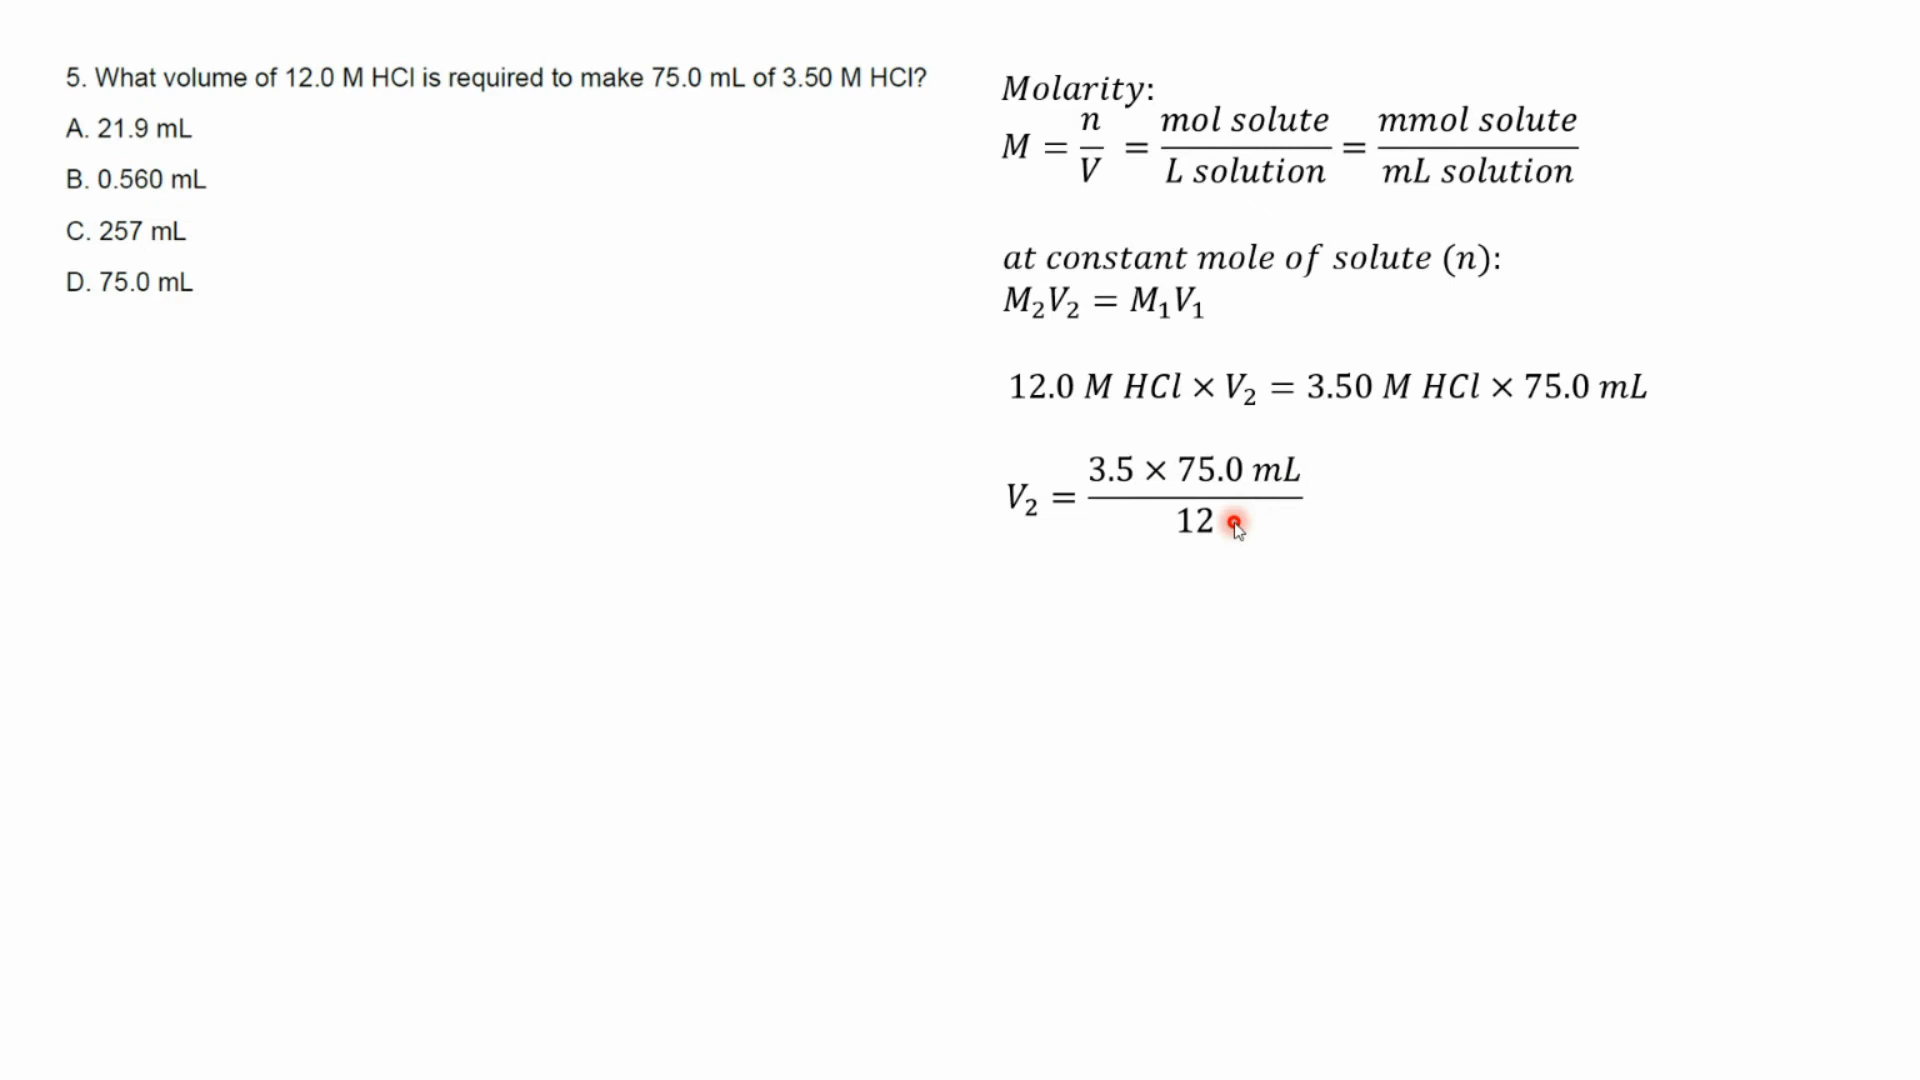 5. What volume of 12.0 M HCl is required to make 75.0 mL of 3.50 M HCl?
A. 21.9 mL
B. 0.560 mL
C. 257 mL
D. 75.0 mL
Molarity:
M = n/V = mol solute/L solution = mmol solute/mL solution
at constant mole of solute (n):
M₂V₂ = M₁V₁
12.0 M HCl × V₂ = 3.50 M HCl × 75.0 mL
V₂ = 3.5 × 75.0 mL/12